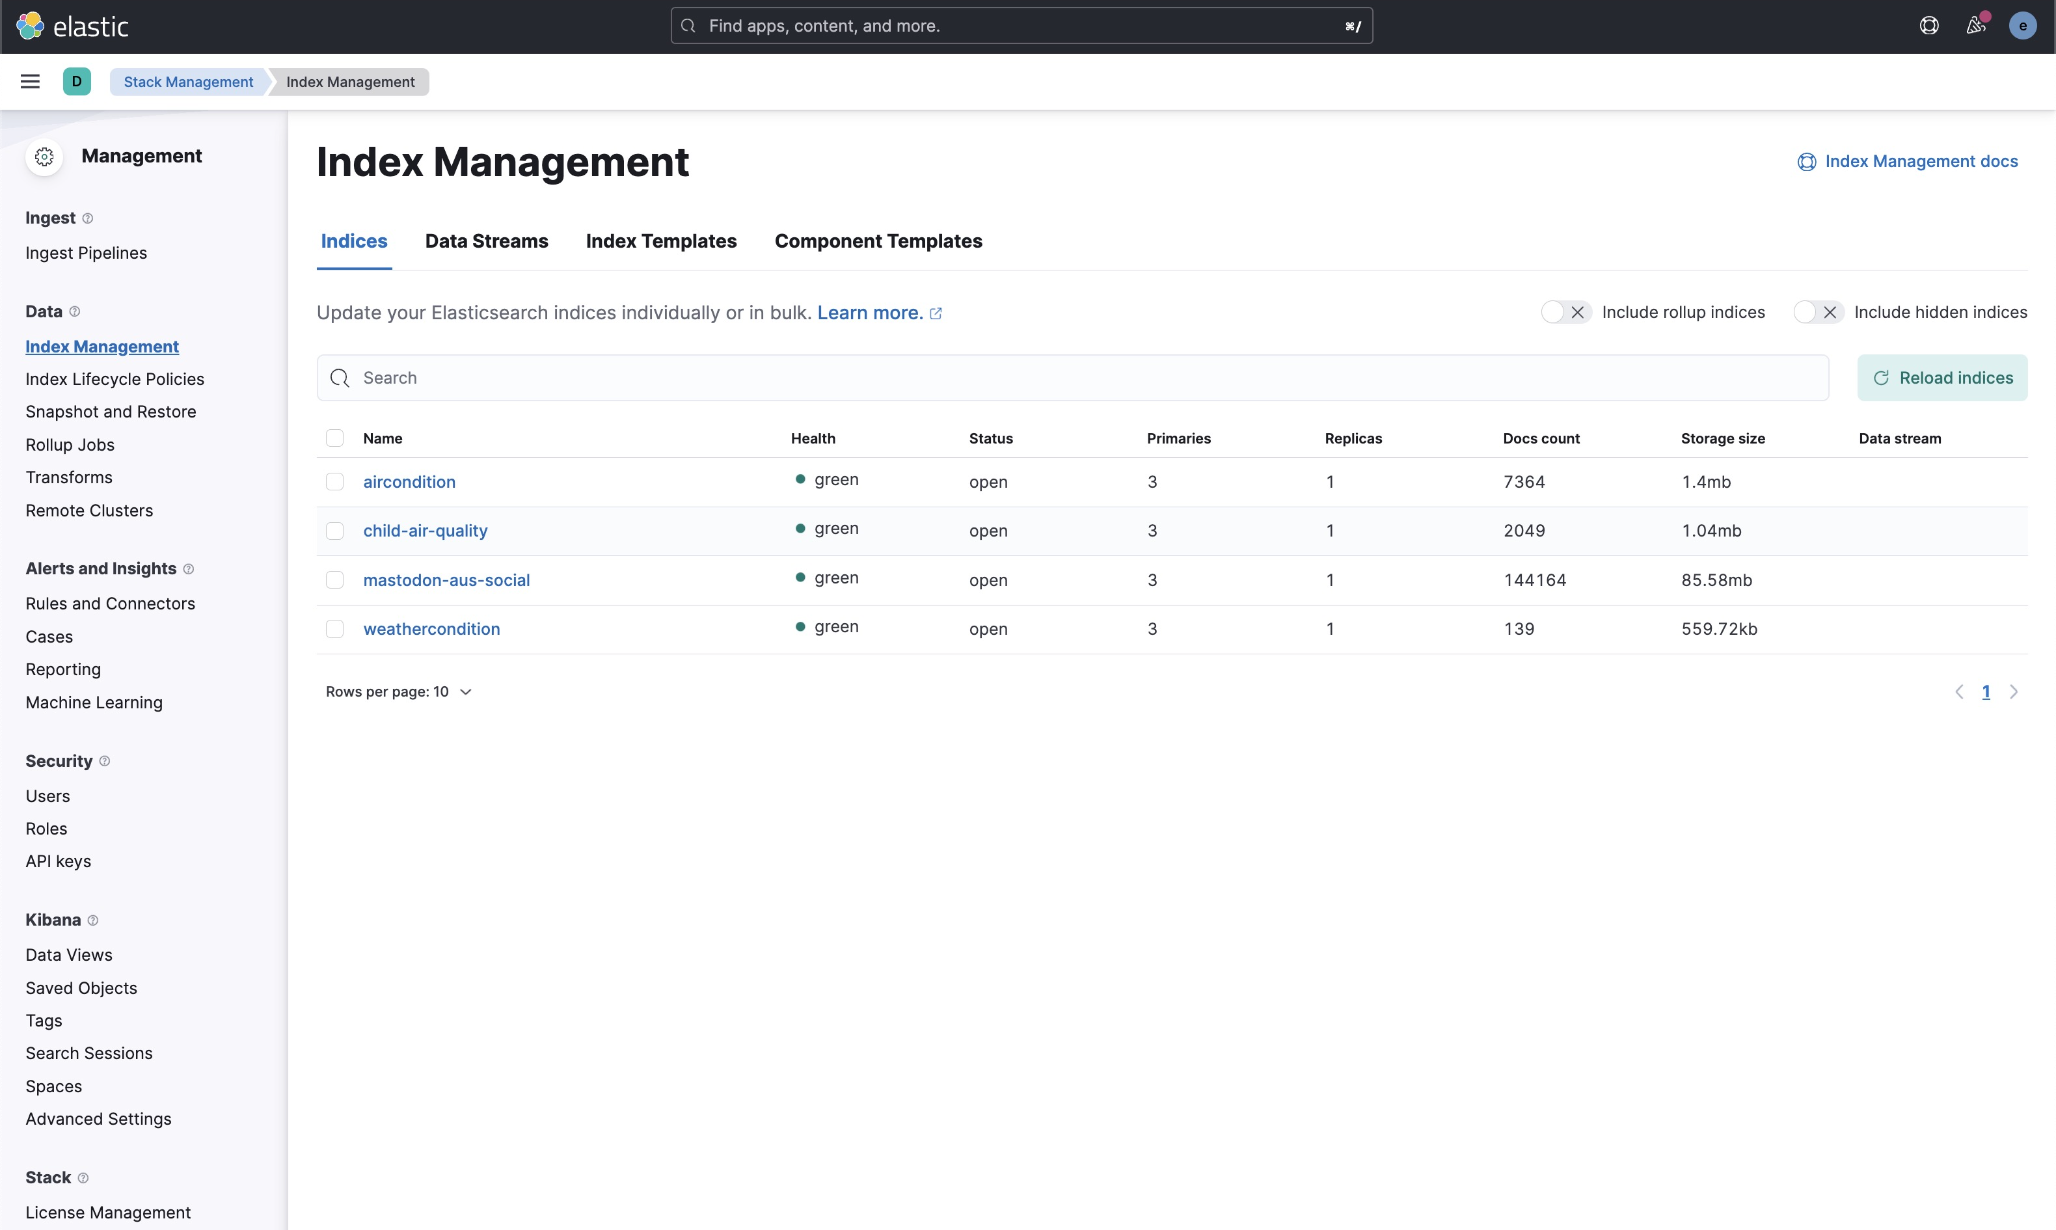 elastic
Find apps, content, and more.
⌘/
e
D
Stack Management
Index Management
Management
Ingest
Ingest Pipelines
Data
Index Management
Index Lifecycle Policies
Snapshot and Restore
Rollup Jobs
Transforms
Remote Clusters
Alerts and Insights
Rules and Connectors
Cases
Reporting
Machine Learning
Security
Users
Roles
API keys
Kibana
Data Views
Saved Objects
Tags
Search Sessions
Spaces
Advanced Settings
Stack
License Management
Index Management
Index Management docs
Indices Data Streams Index Templates Component Templates
Update your Elasticsearch indices individually or in bulk. Learn more.
Include rollup indices
Include hidden indices
Search
Reload indices
Name Health Status Primaries Replicas Docs count Storage size Data stream
aircondition green open 3 1 7364 1.4mb
child-air-quality green open 3 1 2049 1.04mb
mastodon-aus-social green open 3 1 144164 85.58mb
weathercondition green open 3 1 139 559.72kb
Rows per page: 10
1